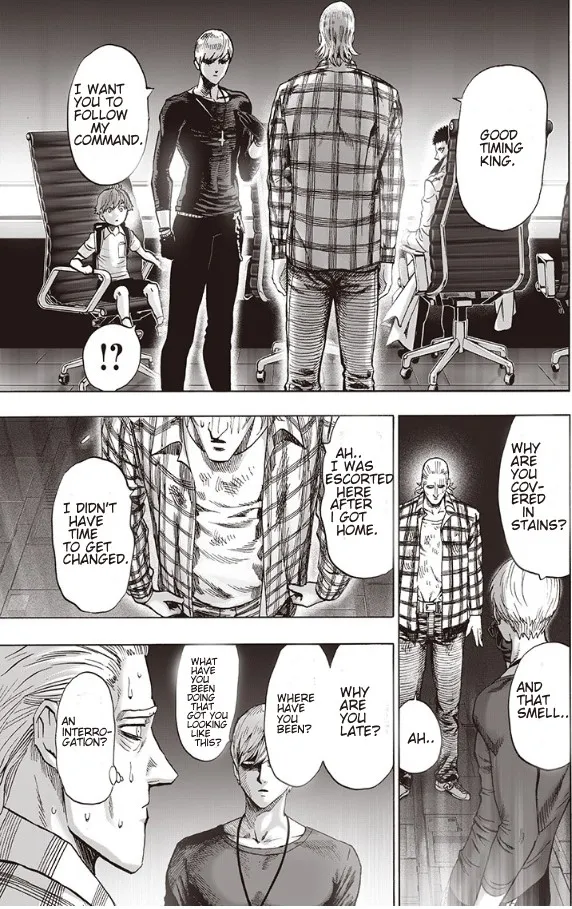 GOOD
TIMING
KING.
I WANT
YOU TO
FOLLOW
MY
COMMAND.
!?
WHY
ARE
YOU
COV-
ERED
IN
STAINS?
AND
THAT
SMELL..
AH..
AH..
I WAS
ESCORTED
HERE
AFTER
I GOT
HOME.
I DIDN'T
HAVE
TIME
TO GET
CHANGED.
WHY
ARE
YOU
LATE?
WHERE
HAVE
YOU
BEEN?
WHAT
HAVE
YOU
BEEN
DOING
THAT
GOT YOU
LOOKING
LIKE
THIS?
AN
INTERRO-
GATION?